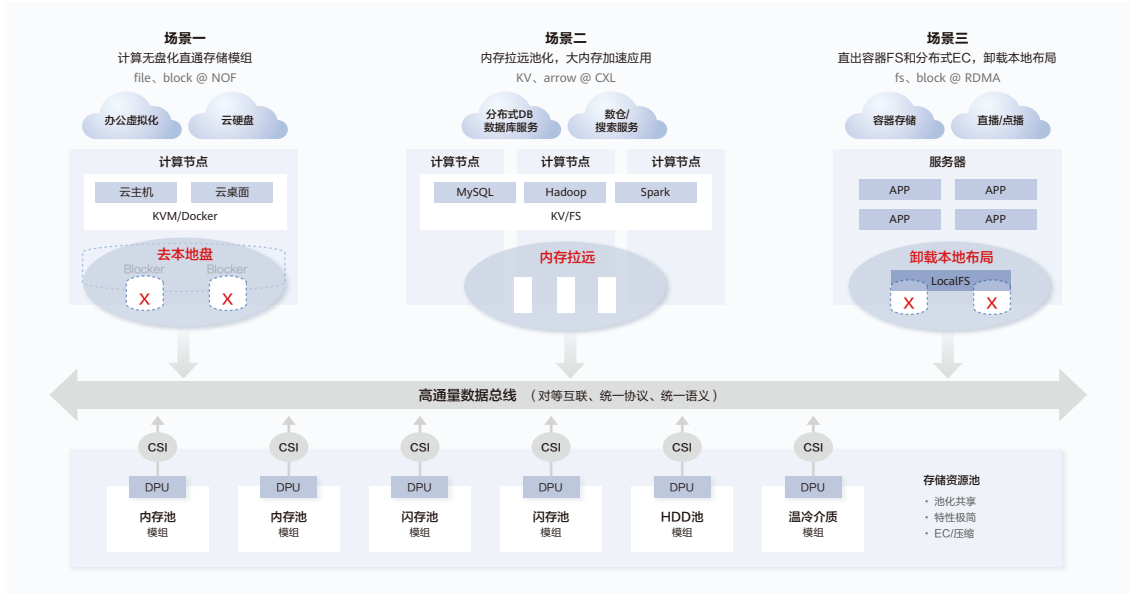 场景一
计算无盘化直通存储模组
file、block @ NOF
办公虚拟化
云硬盘
计算节点
云主机
云桌面
KVM/Docker
去本地盘
Blocker
Blocker
X
X
场景二
内存拉远池化，大内存加速应用
KV、arrow @ CXL
分布式DB
数据库服务
数仓/
搜索服务
计算节点
计算节点
计算节点
MySQL
Hadoop
Spark
KV/FS
内存拉远
场景三
直出容器FS和分布式EC，卸载本地布局
fs、block @ RDMA
容器存储
直播/点播
服务器
APP
APP
APP
APP
卸载本地布局
LocalFS
X
X
高通量数据总线 （对等互联、统一协议、统一语义）
CSI
CSI
CSI
CSI
CSI
CSI
DPU
DPU
DPU
DPU
DPU
DPU
内存池
模组
内存池
模组
闪存池
模组
闪存池
模组
HDD池
模组
温冷介质
模组
存储资源池
· 池化共享
· 特性极简
· EC/压缩